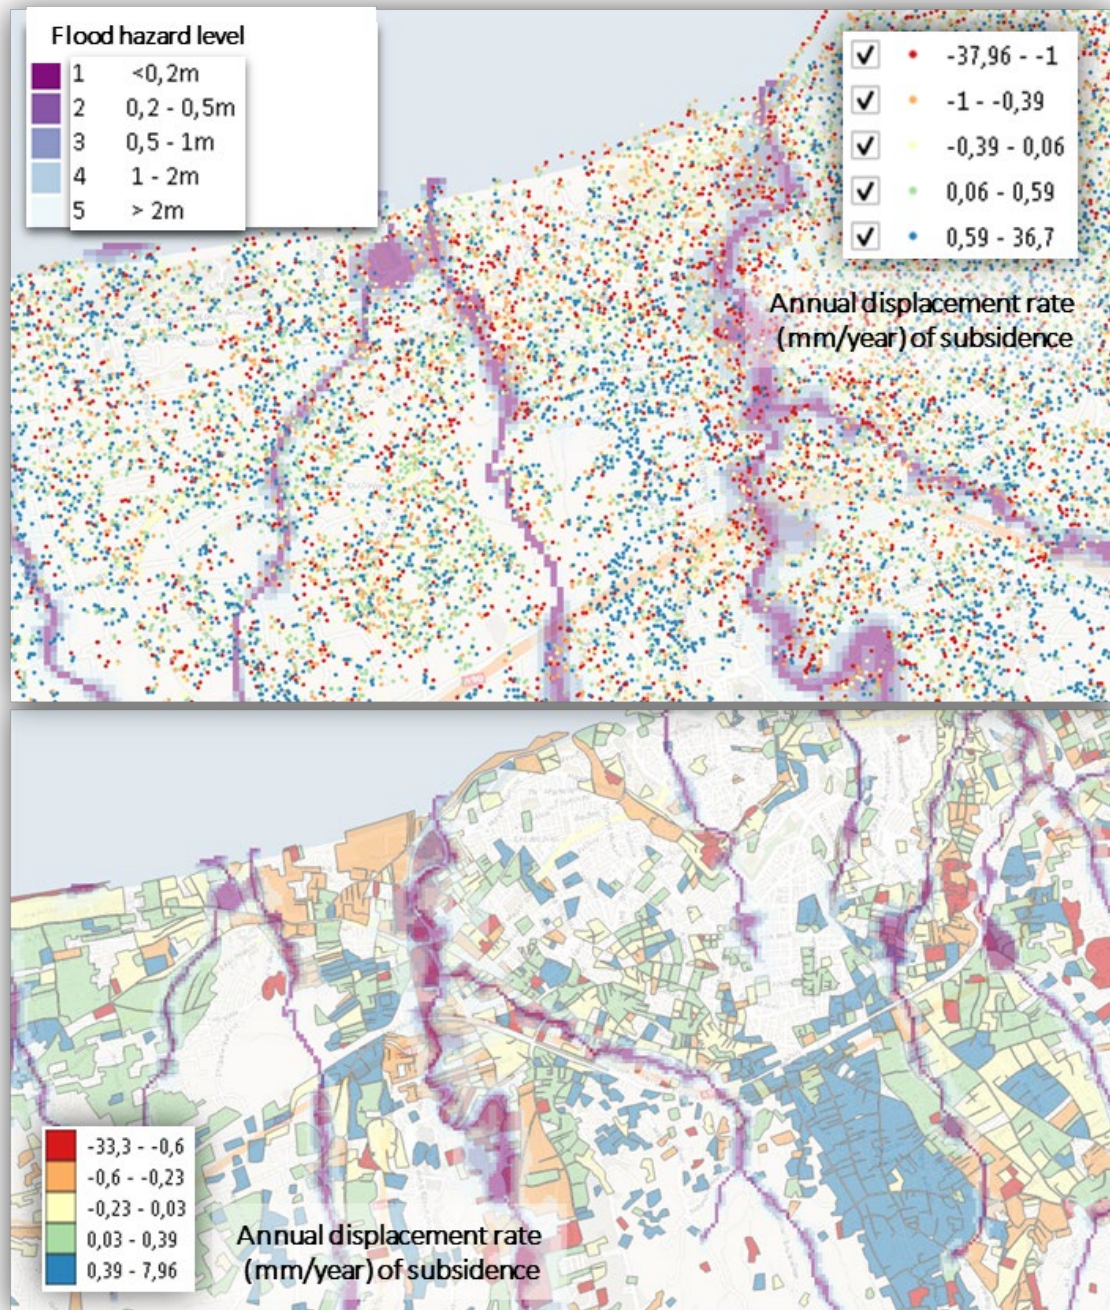 Flood hazard level
1 <0,2m
2 0,2 - 0,5m
3 0,5 - 1m
4 1 - 2m
5 > 2m
-37,96 - -1
-1 - -0,39
-0,39 - 0,06
0,06 - 0,59
0,59 - 36,7
Annual displacement rate
(mm/year) of subsidence
-33,3 - -0,6
-0,6 - -0,23
-0,23 - 0,03
0,03 - 0,39
0,39 - 7,96
Annual displacement rate
(mm/year) of subsidence